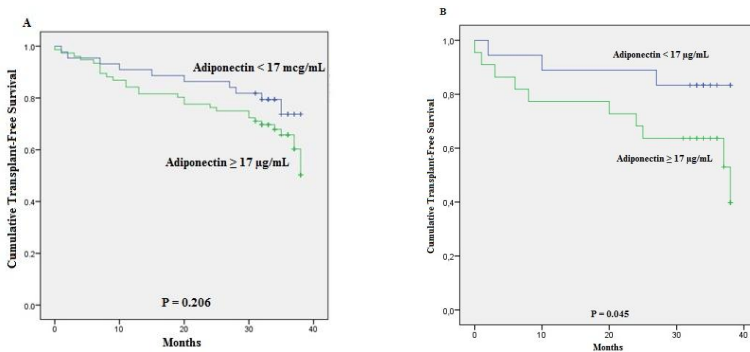 A
Cumulative Transplant-Free Survival
1,0
0,8
0,6
0,4
0,2
0,0
Adiponectin < 17 mcg/mL
Adiponectin ≥ 17 µg/mL
P = 0.206
0 10 20 30 40
Months
B
Cumulative Transplant-Free Survival
1,0
0,8
0,6
0,4
0,2
0,0
Adiponectin < 17 µg/mL
Adiponectin ≥ 17 µg/mL
P = 0.045
0 10 20 30 40
Months